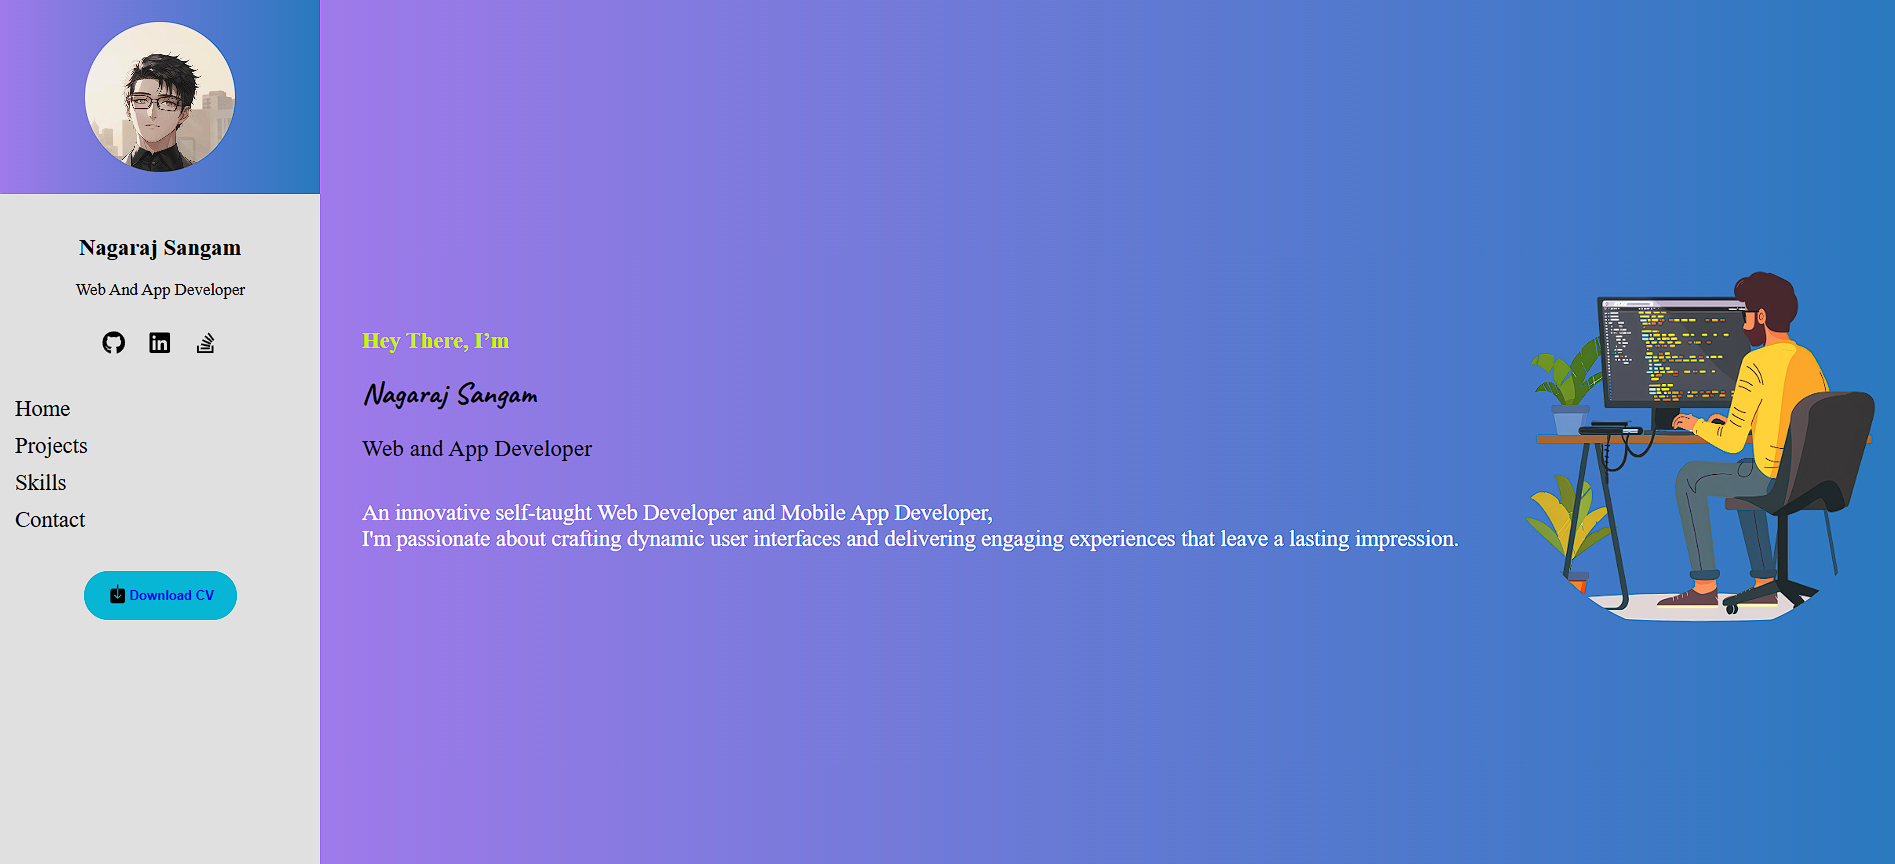 Nagaraj Sangam
Web And App Developer
Home
Projects
Skills
Contact
Download CV
Hey There, I’m
Nagaraj Sangam
Web and App Developer
An innovative self-taught Web Developer and Mobile App Developer,
I'm passionate about crafting dynamic user interfaces and delivering engaging experiences that leave a lasting impression.